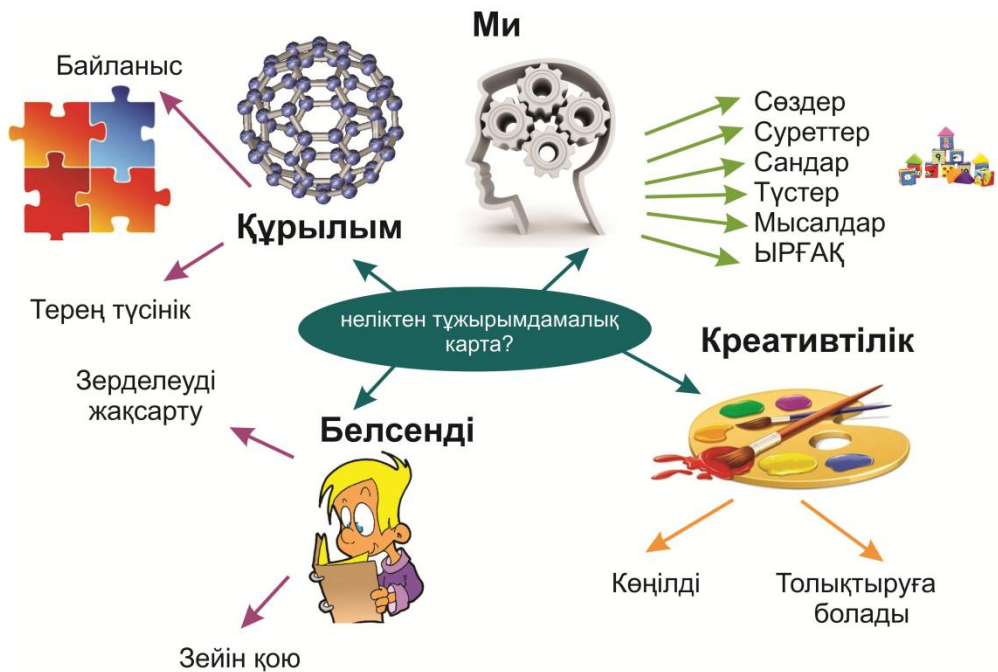 Ми
Байланыс
Сөздер
Суреттер
Сандар
Түстер
Мысалдар
ЫРҒАҚ
Құрылым
Терең түсінік
неліктен тұжырымдамалық
карта?
Креативтілік
Зерделеуді
жақсарту
Белсенді
Көңілді
Толықтыруға
болады
Зейін қою